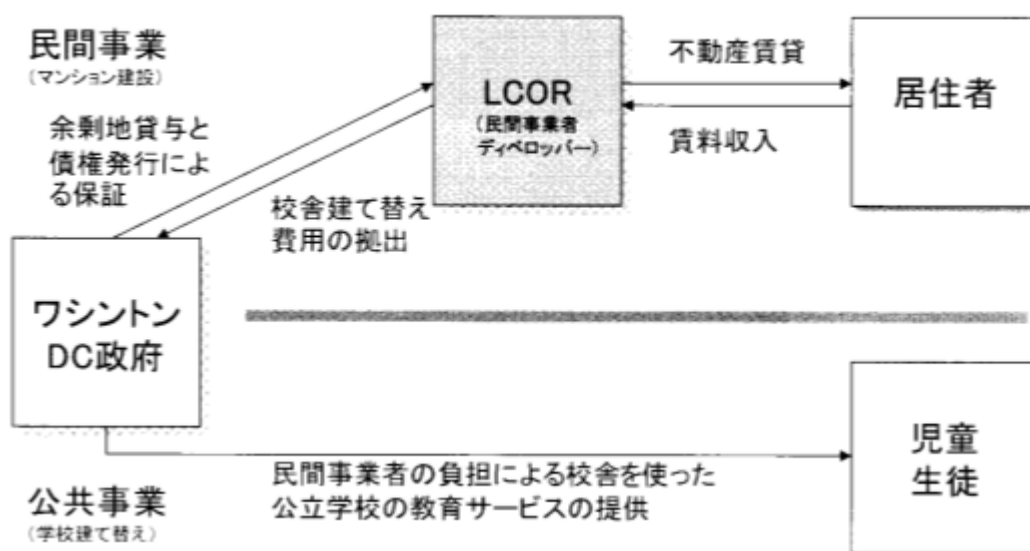 民間事業
(マンション建設)
余剰地貸与と
債権発行によ
る保証
LCOR
(民間事業者
ディベロッパー)
不動産賃貸
賃料収入
居住者
校舎建て替え
費用の拠出
ワシントン
DC政府
児童
生徒
民間事業者の負担による校舎を使った
公立学校の教育サービスの提供
公共事業
(学校建て替え)